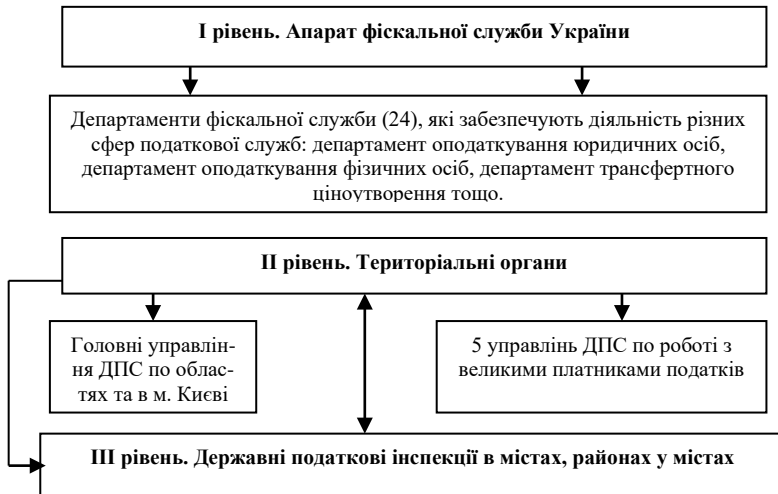 І рівень. Апарат фіскальної служби України
Департаменти фіскальної служби (24), які забезпечують діяльність різних
сфер податкової служб: департамент оподаткування юридичних осіб,
департамент оподаткування фізичних осіб, департамент трансфертного
ціноутворення тощо.
ІІ рівень. Територіальні органи
Головні управлін-
ня ДПС по облас-
тях та в м. Києві
5 управлінь ДПС по роботі з
великими платниками податків
ІІІ рівень. Державні податкові інспекції в містах, районах у містах